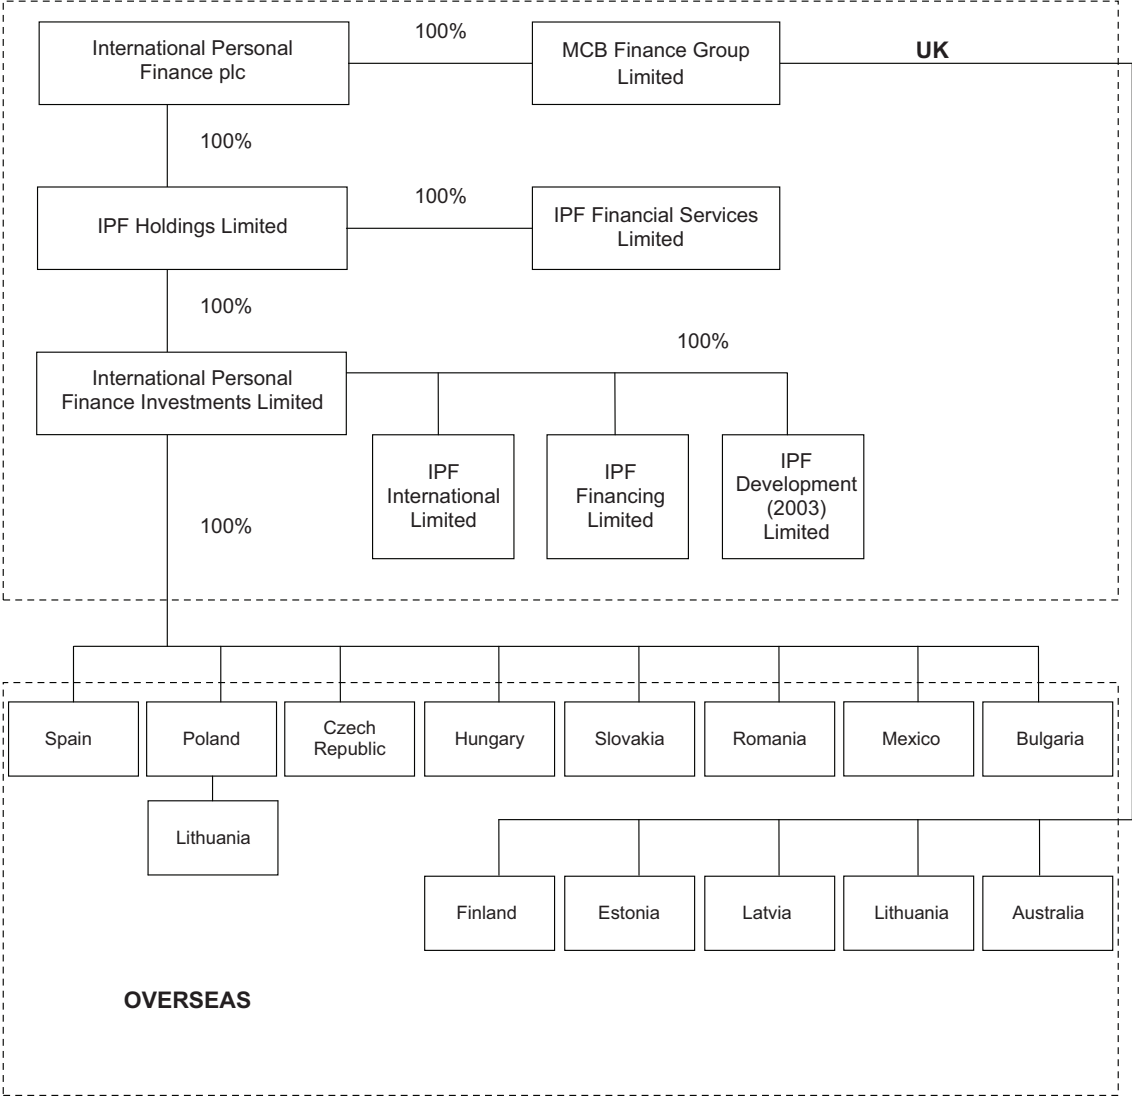 International Personal
Finance plc
100%
MCB Finance Group
Limited
UK
100%
IPF Holdings Limited
100%
IPF Financial Services
Limited
100%
International Personal
Finance Investments Limited
100%
IPF
International
Limited
IPF
Financing
Limited
IPF
Development
(2003)
Limited
100%
Spain
Poland
Czech
Republic
Hungary
Slovakia
Romania
Mexico
Bulgaria
Lithuania
Finland
Estonia
Latvia
Lithuania
Australia
OVERSEAS